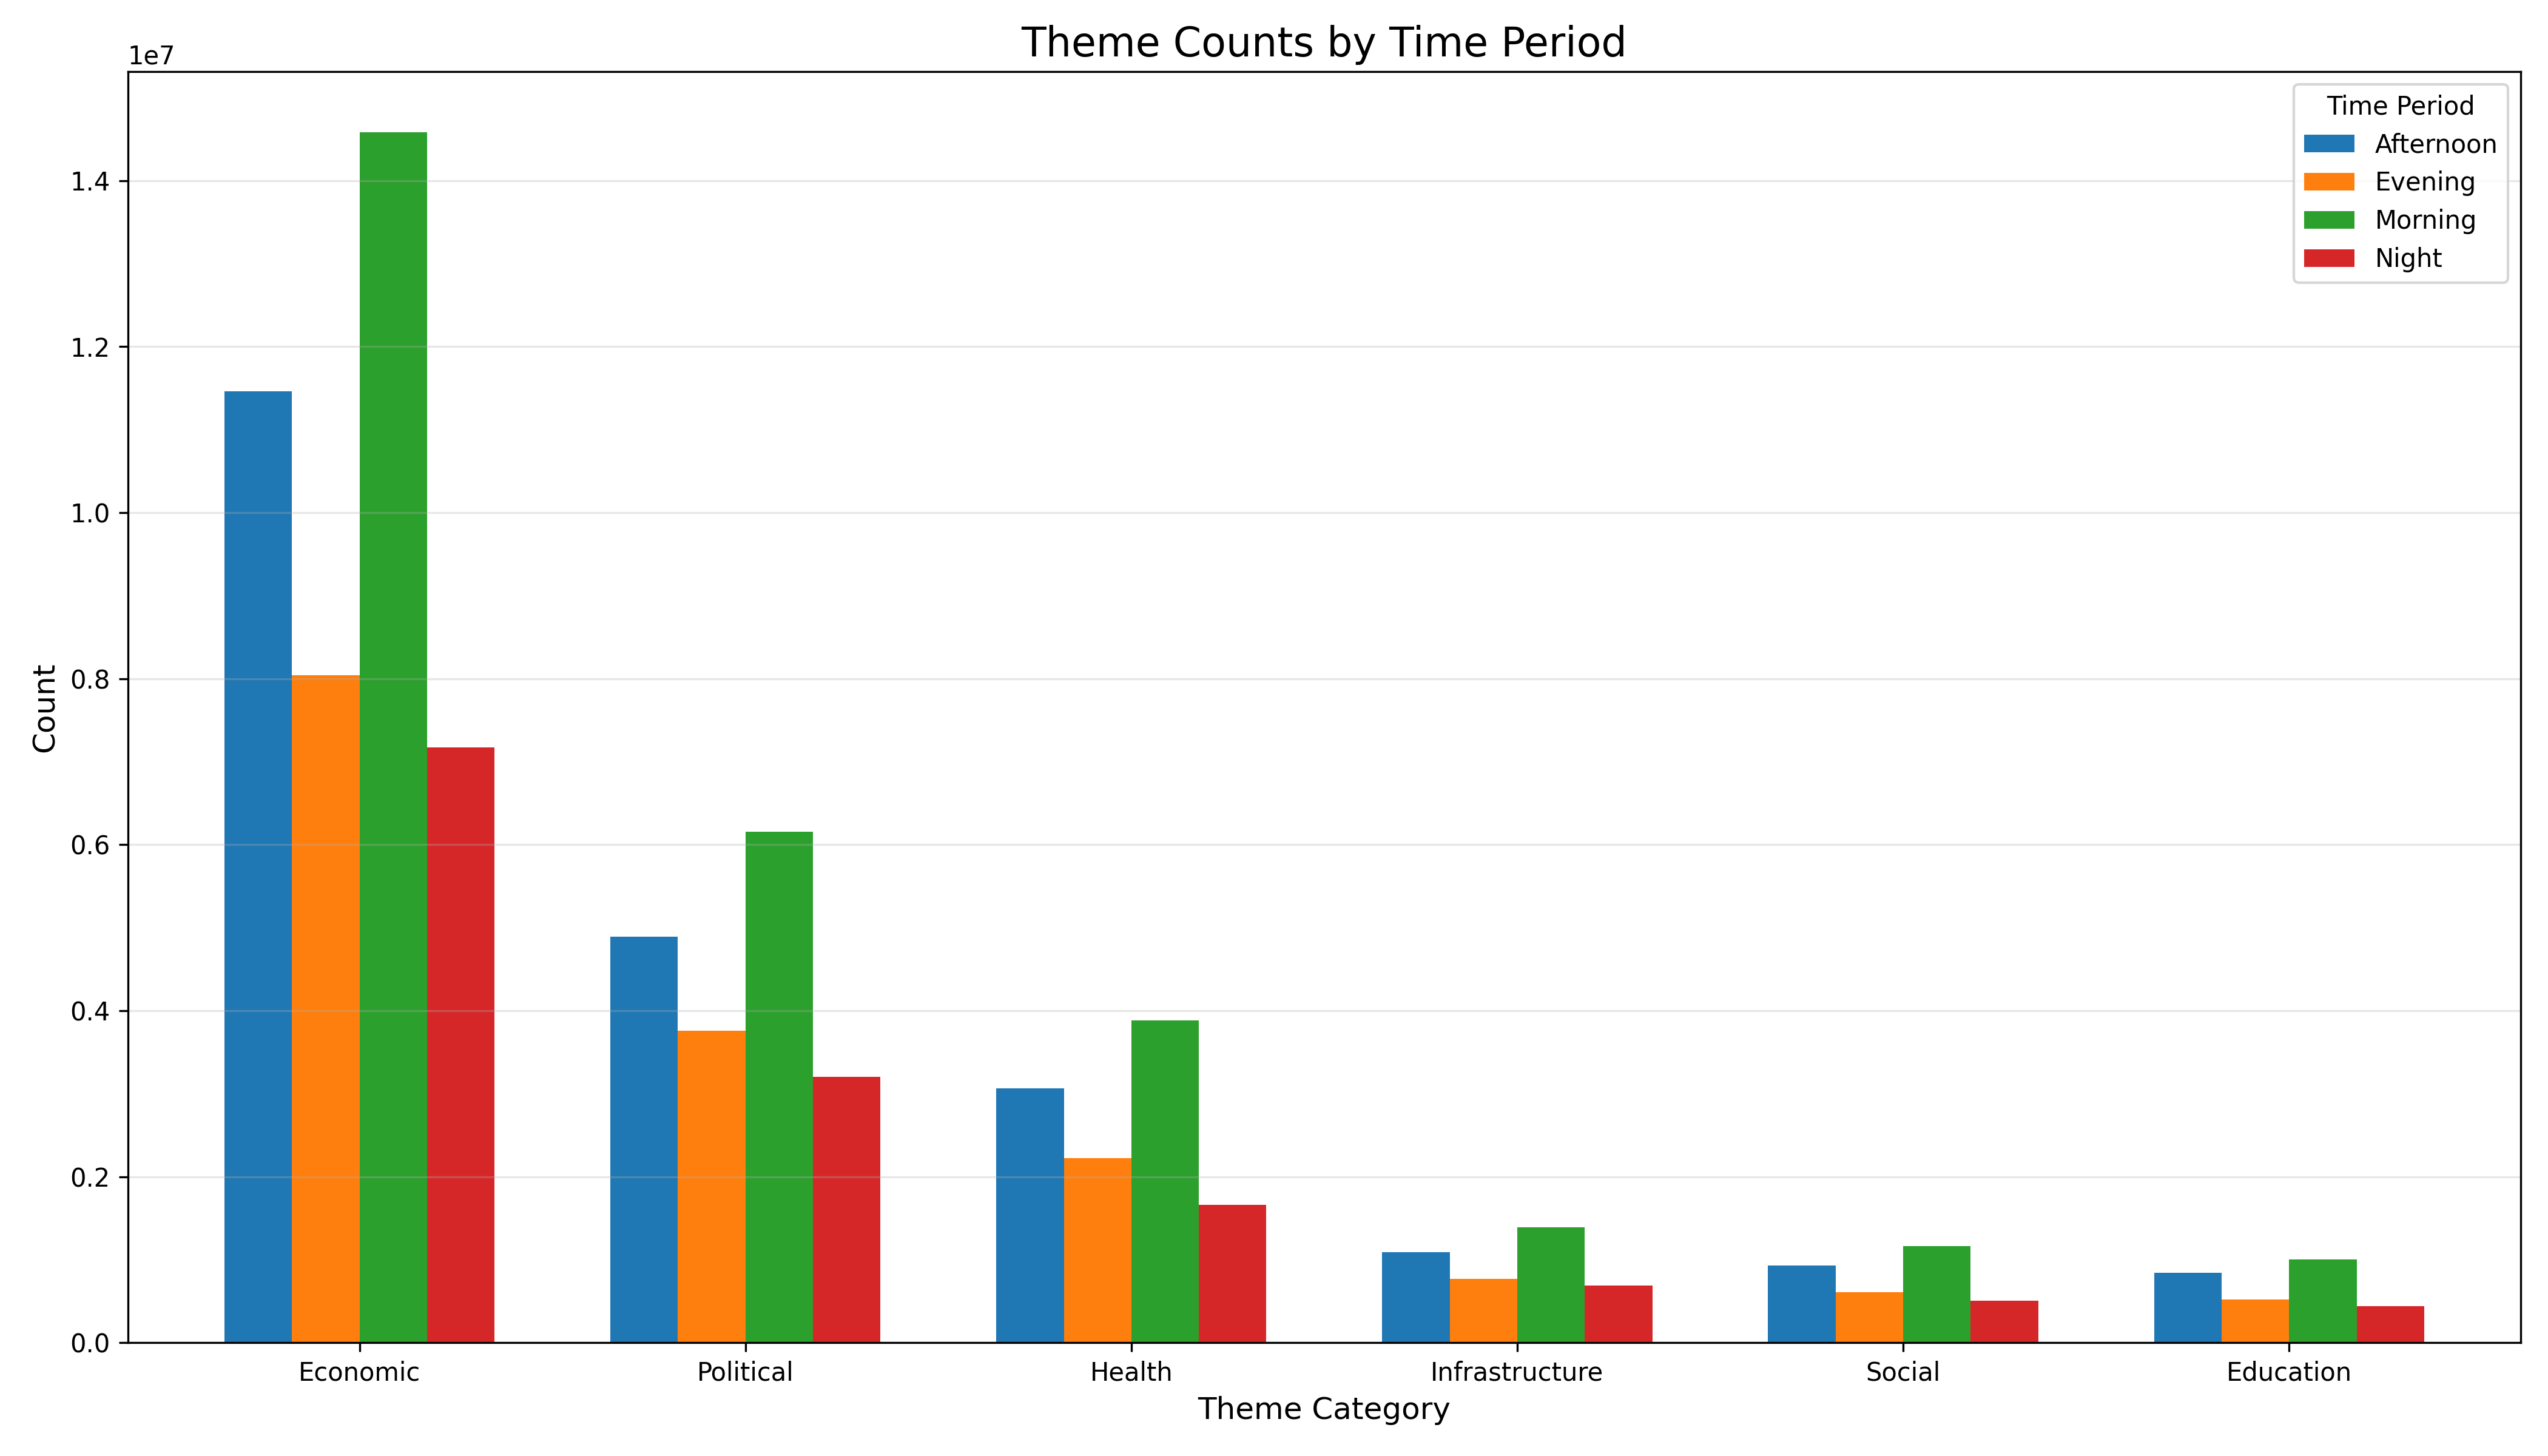 Theme Counts by Time Period
1e7
Time Period
Afternoon
Evening
Morning
Night
1.4
1.2
1.0
0.8
0.6
0.4
0.2
0.0
Count
Economic
Political
Health
Infrastructure
Social
Education
Theme Category